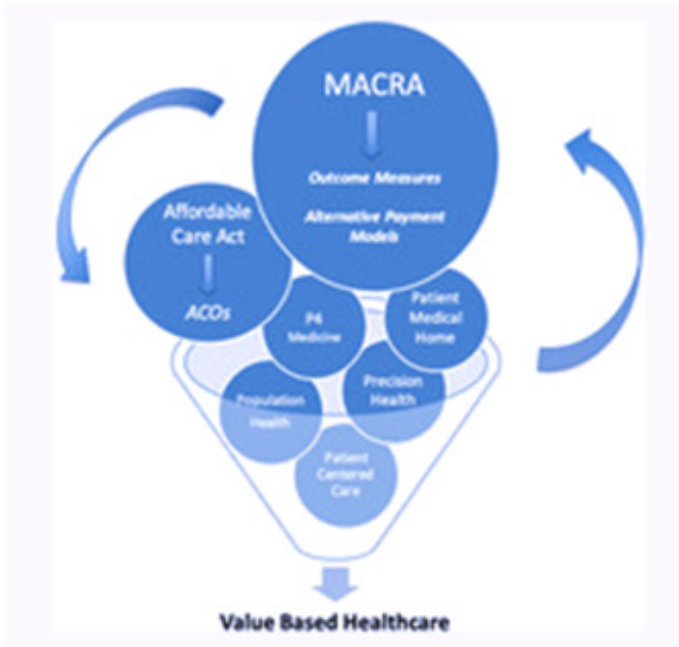 MACRA
Outcome Measures
Alternative Payment
Models
Affordable
Care Act
ACOs
P4
Medicine
Patient
Medical
Home
Population
Health
Precision
Health
Patient
Centered
Care
Value Based Healthcare